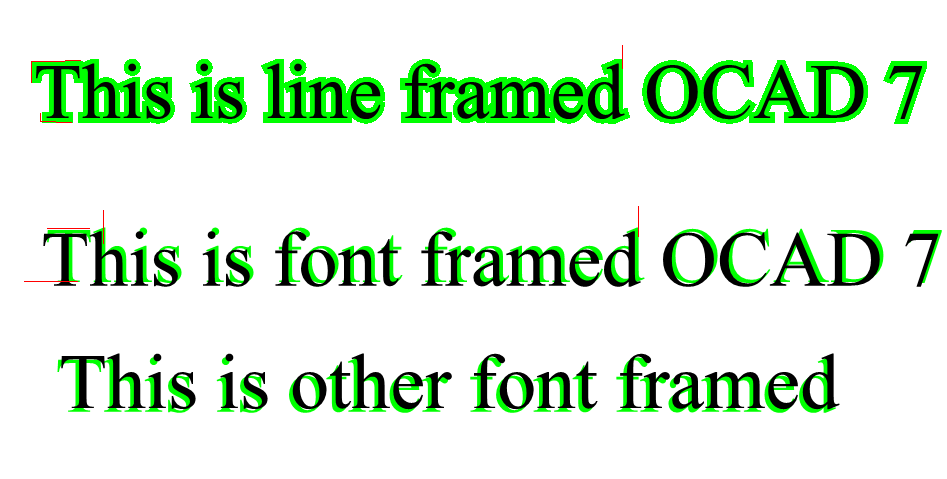 This is line framed OCAD 7
This is font framed OCAD 7
This is other font framed